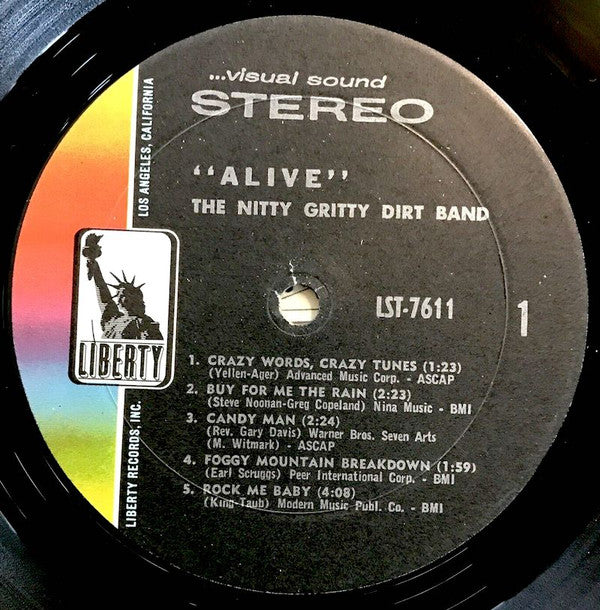 ...visual sound
STEREO
"ALIVE"
THE NITTY GRITTY DIRT BAND
LST-7611
1
LOS ANGELES, CALIFORNIA
LIBERTY
LIBERTY RECORDS, INC.
1. CRAZY WORDS, CRAZY TUNES (1:23)
(Yellen-Ager) Advanced Music Corp. - ASCAP
2. BUY FOR ME THE RAIN (2:23)
(Steve Noonan-Greg Copeland) Nina Music - BMI
3. CANDY MAN (2:24)
(Rev. Gary Davis) Warner Bros. Seven Arts
(M. Witmark) - ASCAP
4. FOGGY MOUNTAIN BREAKDOWN (1:59)
(Earl Scruggs) Peer International Corp. - BMI
5. ROCK ME BABY (4:08)
(King-Taub) Modern Music Publ. Co. - BMI